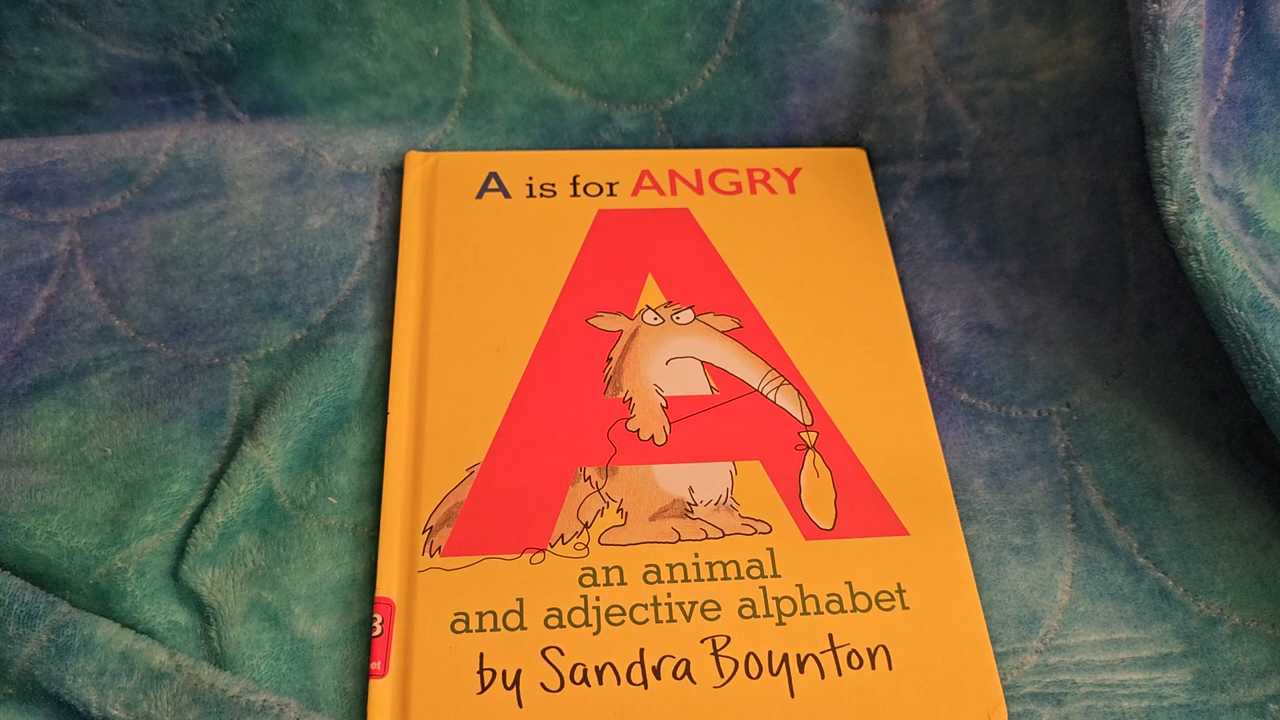 A is for ANGRY
an animal
and adjective alphabet
by Sandra Boynton